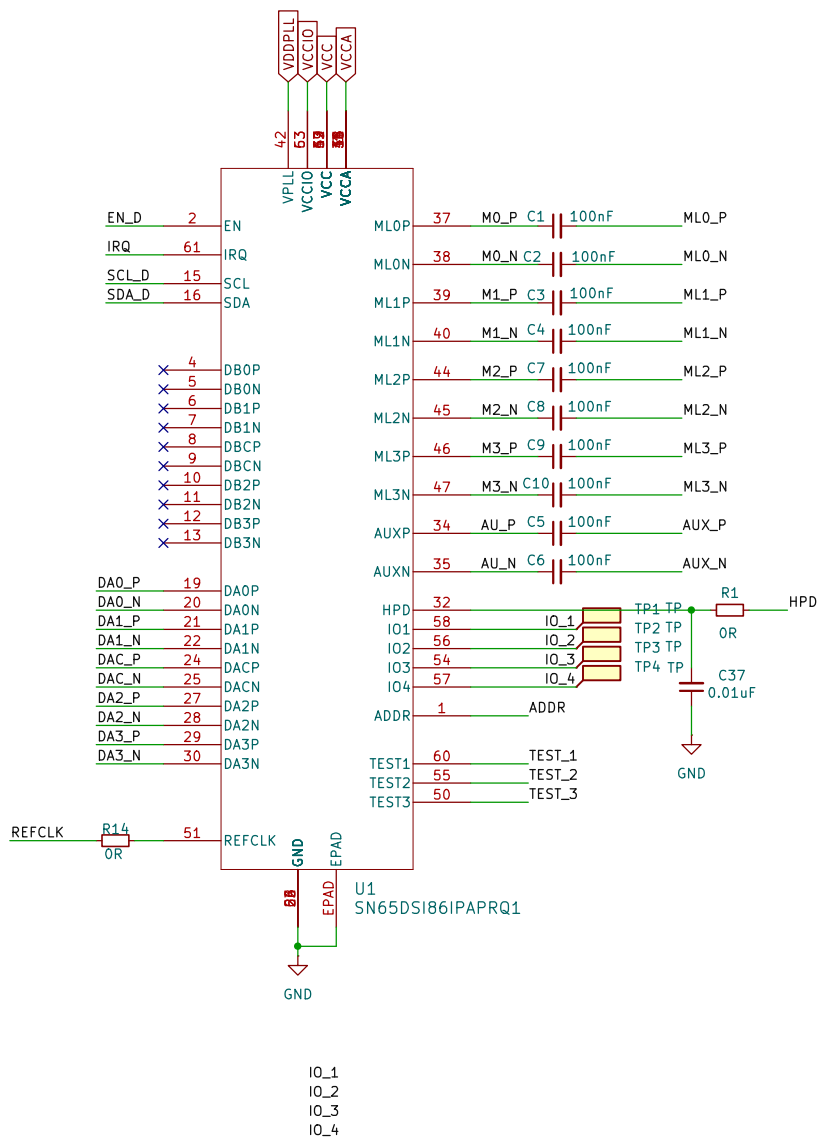 VDDPLL
VCCIO
VCC
VCCA
42
63
VPLL
VCCIO
VCC
VCCA
EN_D 2 EN
IRQ 61 IRQ
SCL_D 15 SCL
SDA_D 16 SDA
4 DB0P
5 DB0N
6 DB1P
7 DB1N
8 DBCP
9 DBCN
10 DB2P
11 DB2N
12 DB3P
13 DB3N
DA0_P 19 DA0P
DA0_N 20 DA0N
DA1_P 21 DA1P
DA1_N 22 DA1N
DAC_P 24 DACP
DAC_N 25 DACN
DA2_P 27 DA2P
DA2_N 28 DA2N
DA3_P 29 DA3P
DA3_N 30 DA3N
REFCLK R14 0R 51 REFCLK
ML0P 37 M0_P C1 100nF ML0_P
ML0N 38 M0_N C2 100nF ML0_N
ML1P 39 M1_P C3 100nF ML1_P
ML1N 40 M1_N C4 100nF ML1_N
ML2P 44 M2_P C7 100nF ML2_P
ML2N 45 M2_N C8 100nF ML2_N
ML3P 46 M3_P C9 100nF ML3_P
ML3N 47 M3_N C10 100nF ML3_N
AUXP 34 AU_P C5 100nF AUX_P
AUXN 35 AU_N C6 100nF AUX_N
HPD 32 R1 0R HPD
IO1 58 IO_1 TP1 TP
IO2 56 IO_2 TP2 TP
IO3 54 IO_3 TP3 TP
IO4 57 IO_4 TP4 TP
C37
0.01uF
GND
ADDR 1 ADDR
TEST1 60 TEST_1
TEST2 55 TEST_2
TEST3 50 TEST_3
GND
EPAD
EPAD
U1
SN65DSI86IPAPRQ1
GND
IO_1
IO_2
IO_3
IO_4